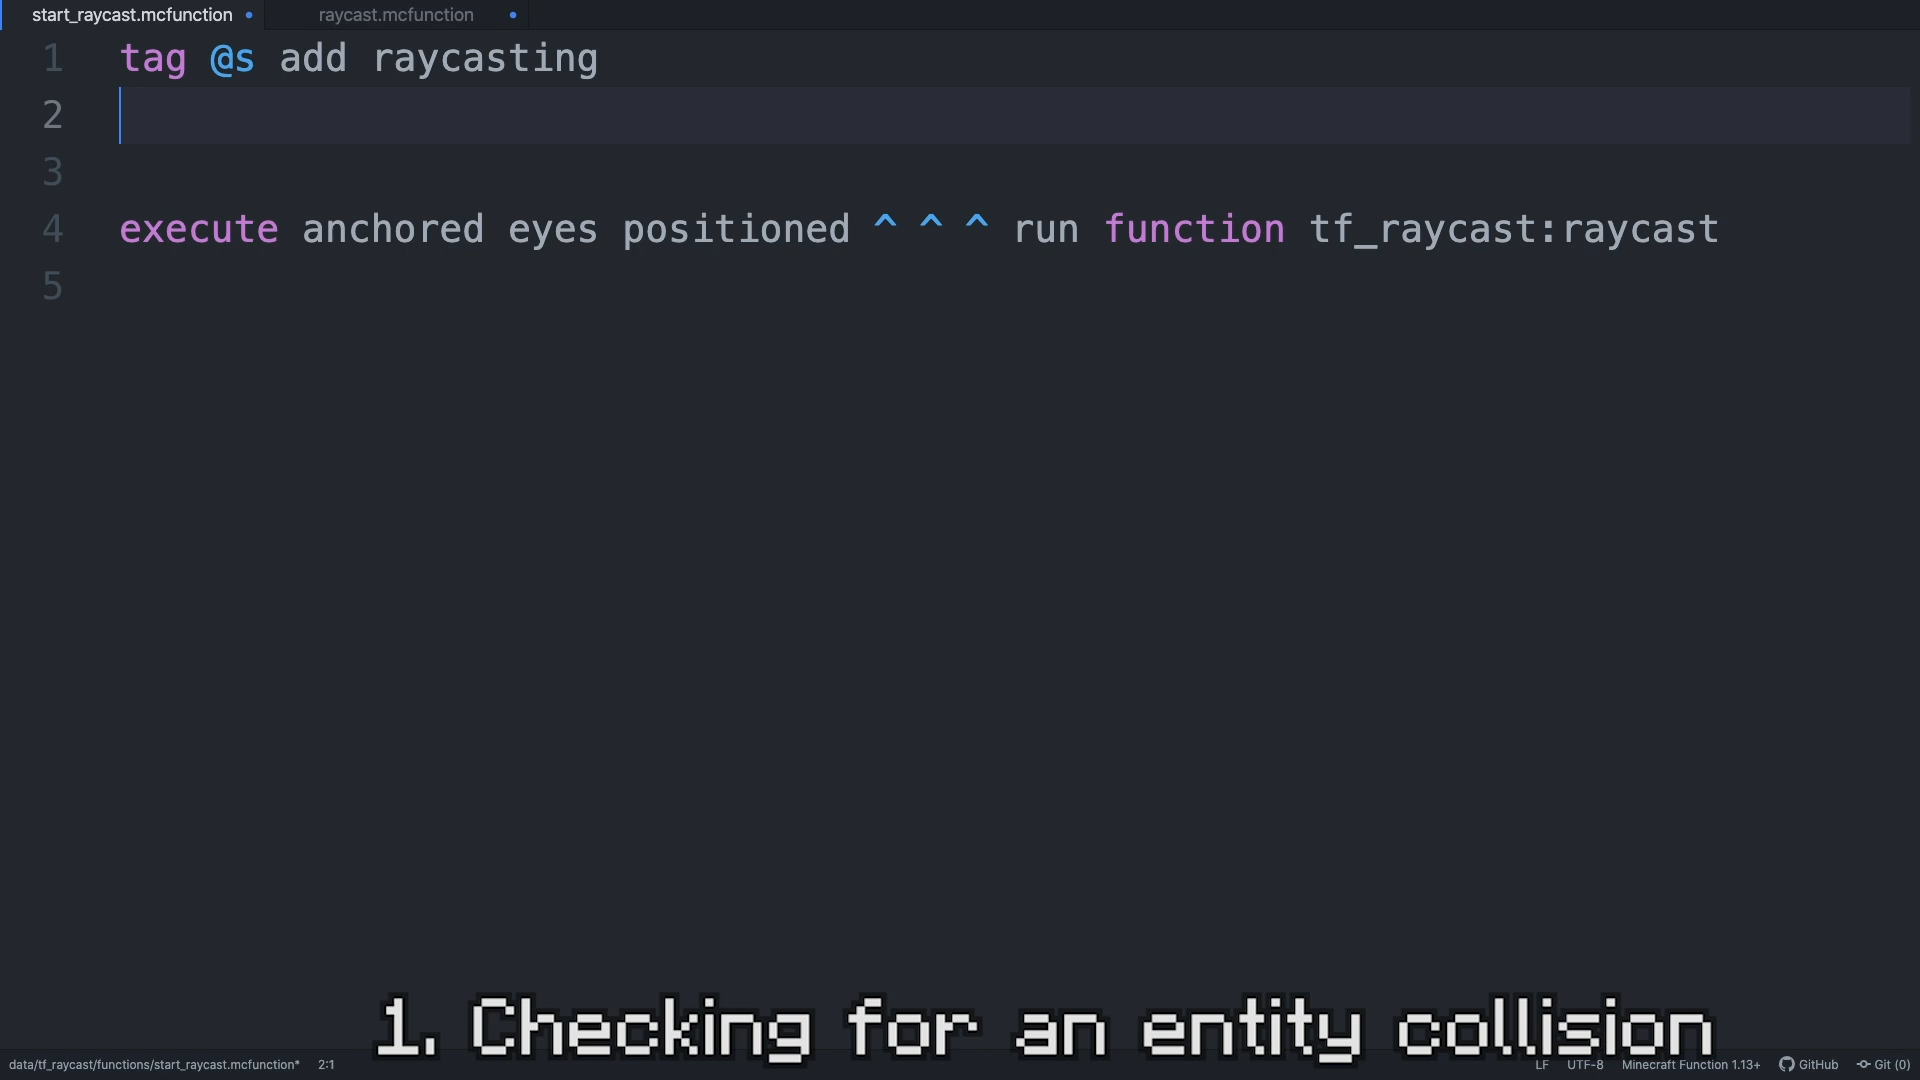 start_raycast.mcfunction raycast.mcfunction
1 tag @s add raycasting
2
3
4 execute anchored eyes positioned ^ ^ ^ run function tf_raycast:raycast
5
1. Checking for an entity collision
data/tf_raycast/functions/start_raycast.mcfunction* 2:1 LF UTF-8 Minecraft Function 1.13+ GitHub Git (0)